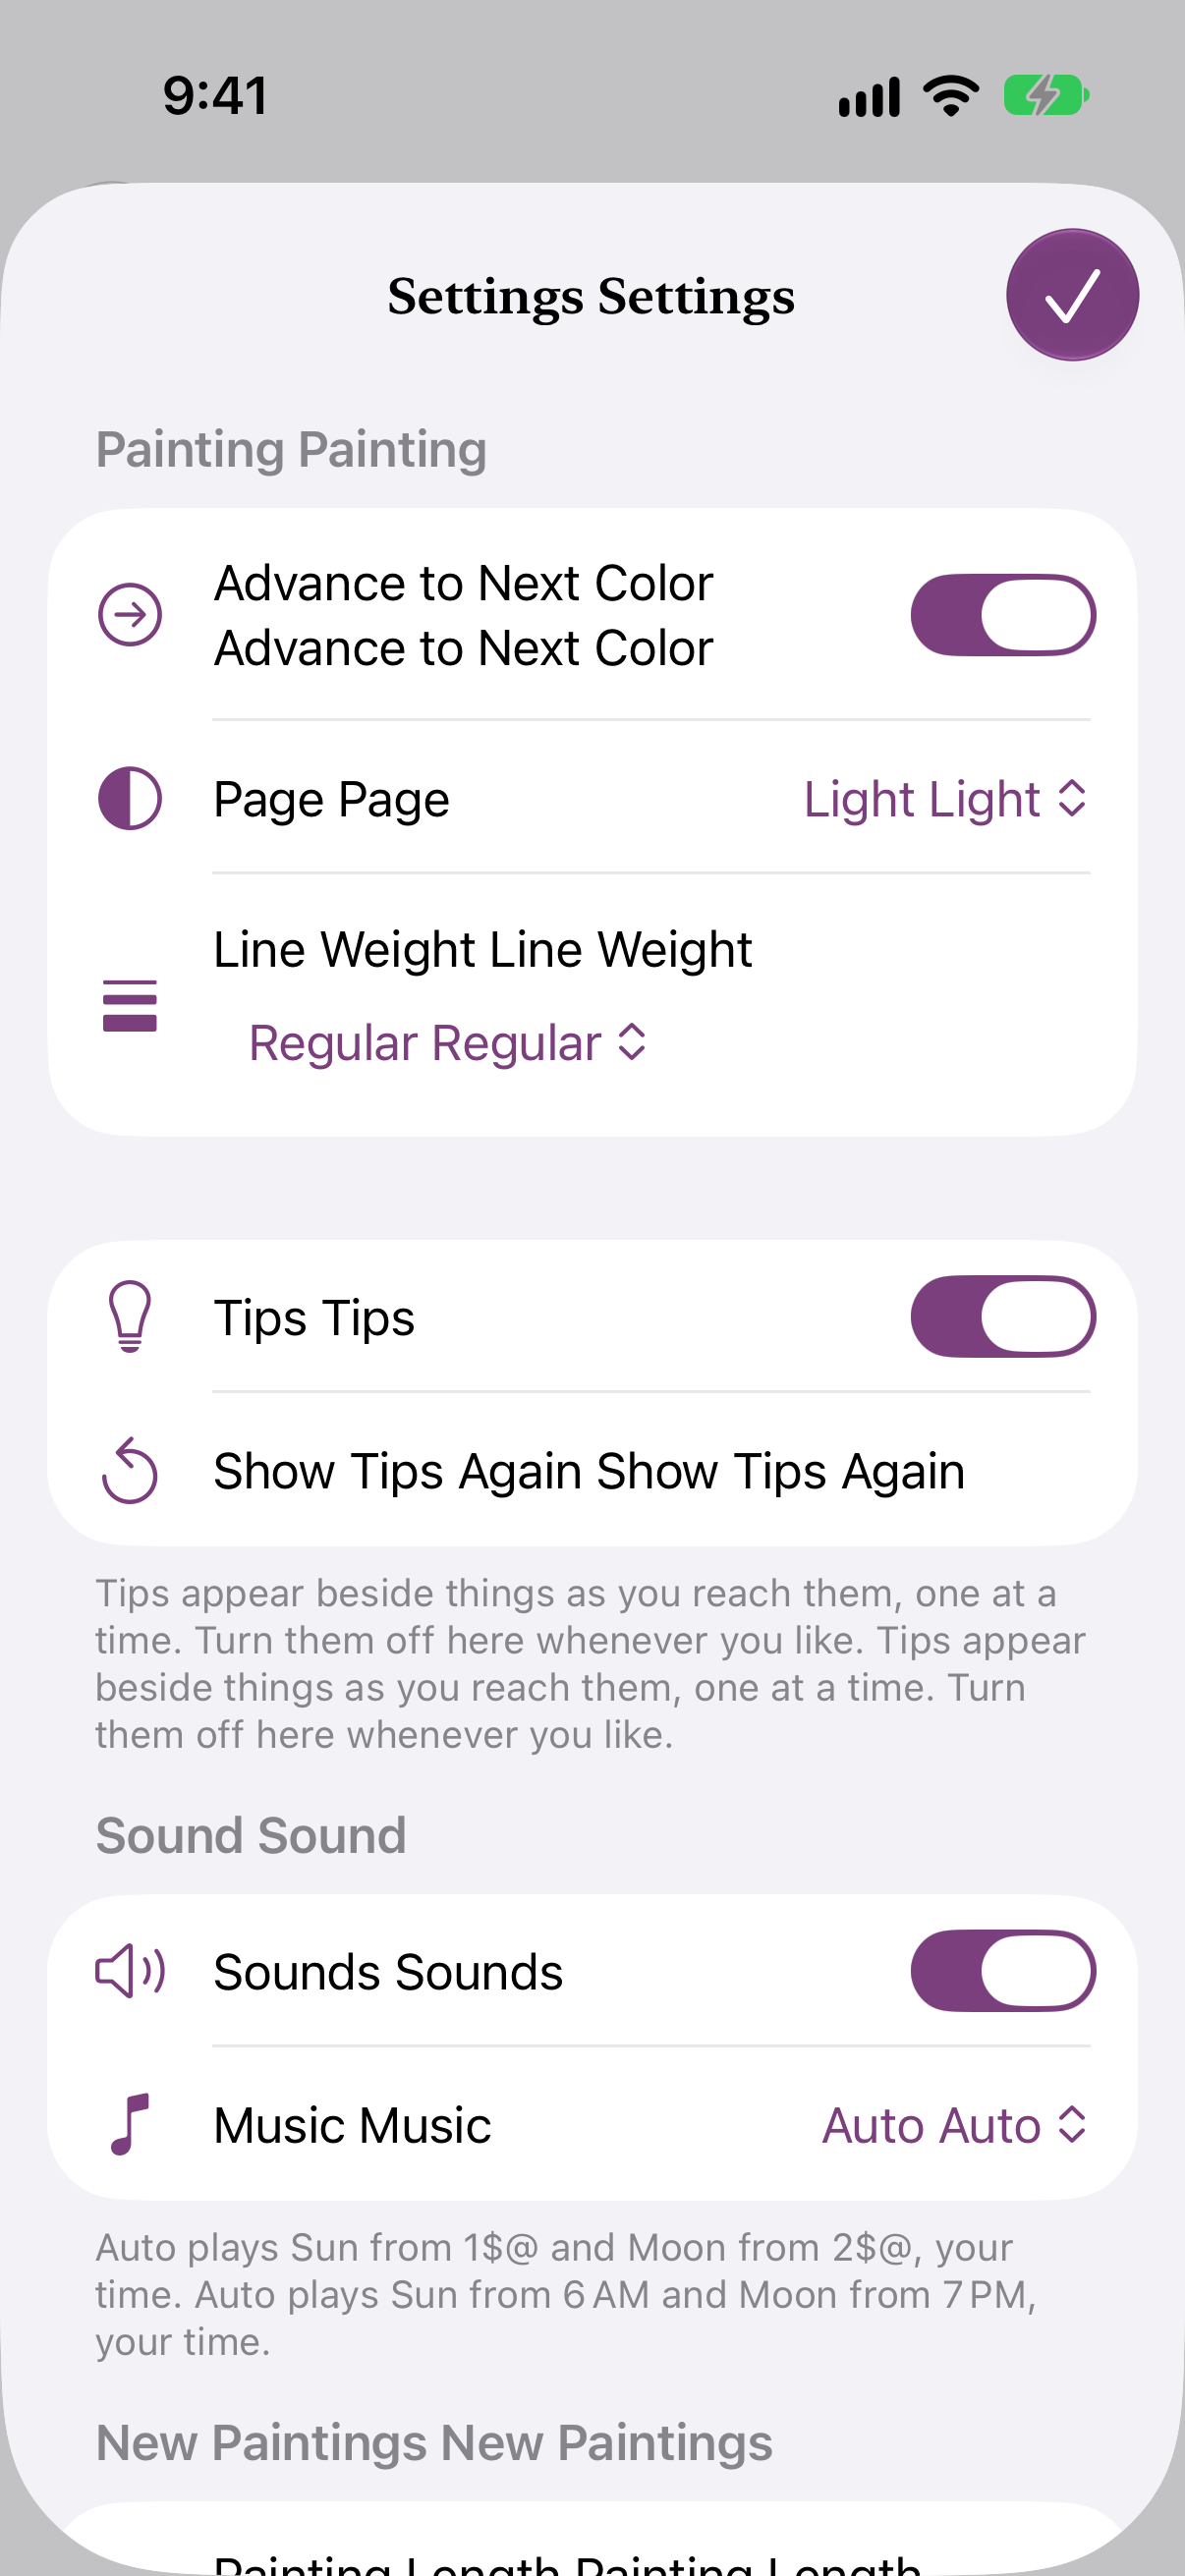 9:41
Settings Settings
Painting Painting
Advance to Next Color
Advance to Next Color
Page Page
Light Light
Line Weight Line Weight
Regular Regular
Tips Tips
Show Tips Again Show Tips Again
Tips appear beside things as you reach them, one at a
time. Turn them off here whenever you like. Tips appear
beside things as you reach them, one at a time. Turn
them off here whenever you like.
Sound Sound
Sounds Sounds
Music Music
Auto Auto
Auto plays Sun from 1$@ and Moon from 2$@, your
time. Auto plays Sun from 6 AM and Moon from 7 PM,
your time.
New Paintings New Paintings
Painting Length Painting Length